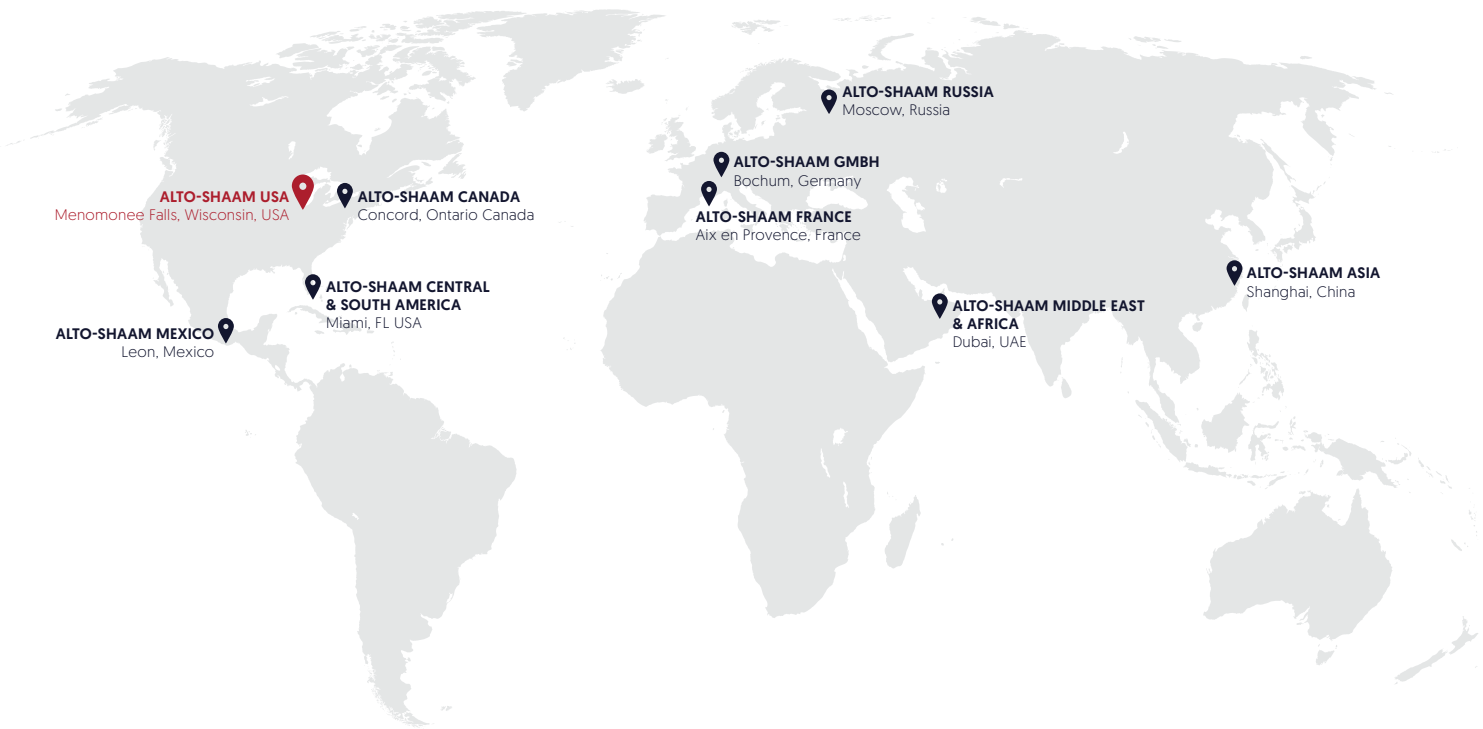 ALTO-SHAAM RUSSIA
Moscow, Russia
ALTO-SHAAM GMBH
Bochum, Germany
ALTO-SHAAM USA
Menomonee Falls, Wisconsin, USA
ALTO-SHAAM CANADA
Concord, Ontario Canada
ALTO-SHAAM FRANCE
Aix en Provence, France
ALTO-SHAAM CENTRAL
& SOUTH AMERICA
Miami, FL USA
ALTO-SHAAM ASIA
Shanghai, China
ALTO-SHAAM MIDDLE EAST
& AFRICA
Dubai, UAE
ALTO-SHAAM MEXICO
Leon, Mexico